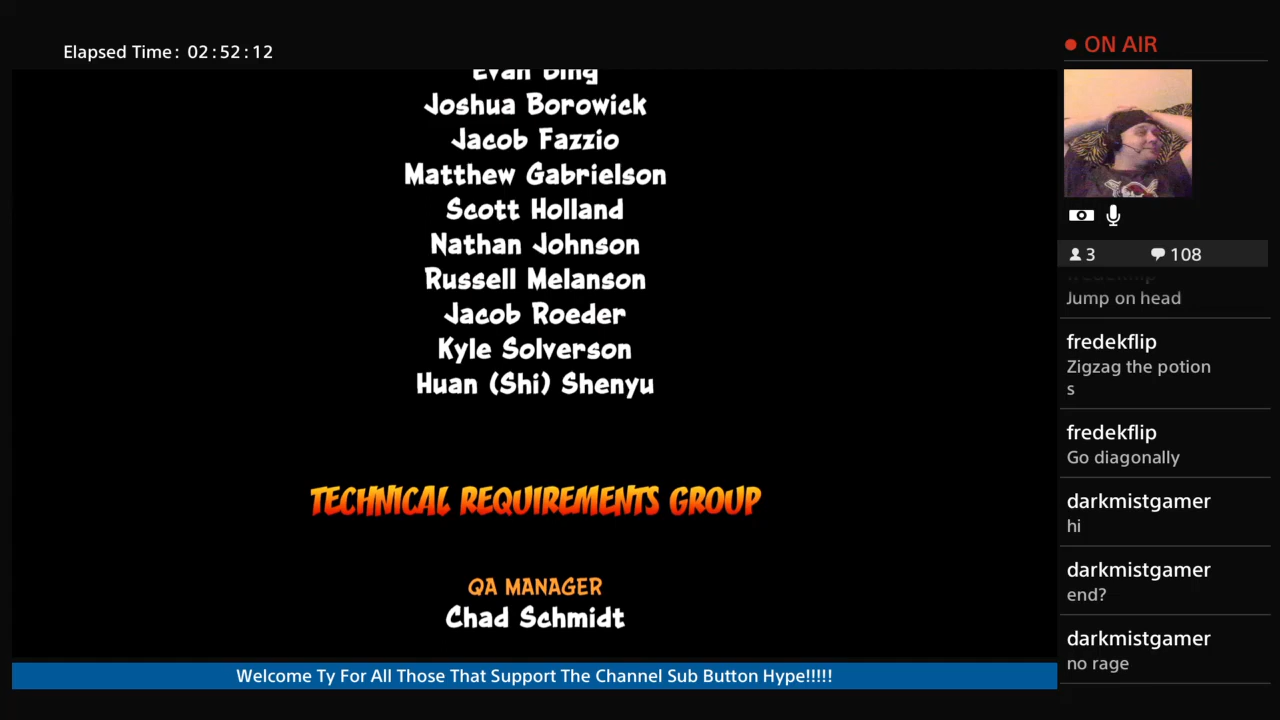 Elapsed Time: 02:52:12
ON AIR
Evan Bing
Joshua Borowick
Jacob Fazzio
Matthew Gabrielson
Scott Holland
Nathan Johnson
Russell Melanson
Jacob Roeder
Kyle Solverson
Huan (Shi) Shenyu
TECHNICAL REQUIREMENTS GROUP
QA MANAGER
Chad Schmidt
Welcome Ty For All Those That Support The Channel Sub Button Hype!!!!!
3 108
fredekflip
Jump on head
fredekflip
Zigzag the potion
s
fredekflip
Go diagonally
darkmistgamer
hi
darkmistgamer
end?
darkmistgamer
no rage